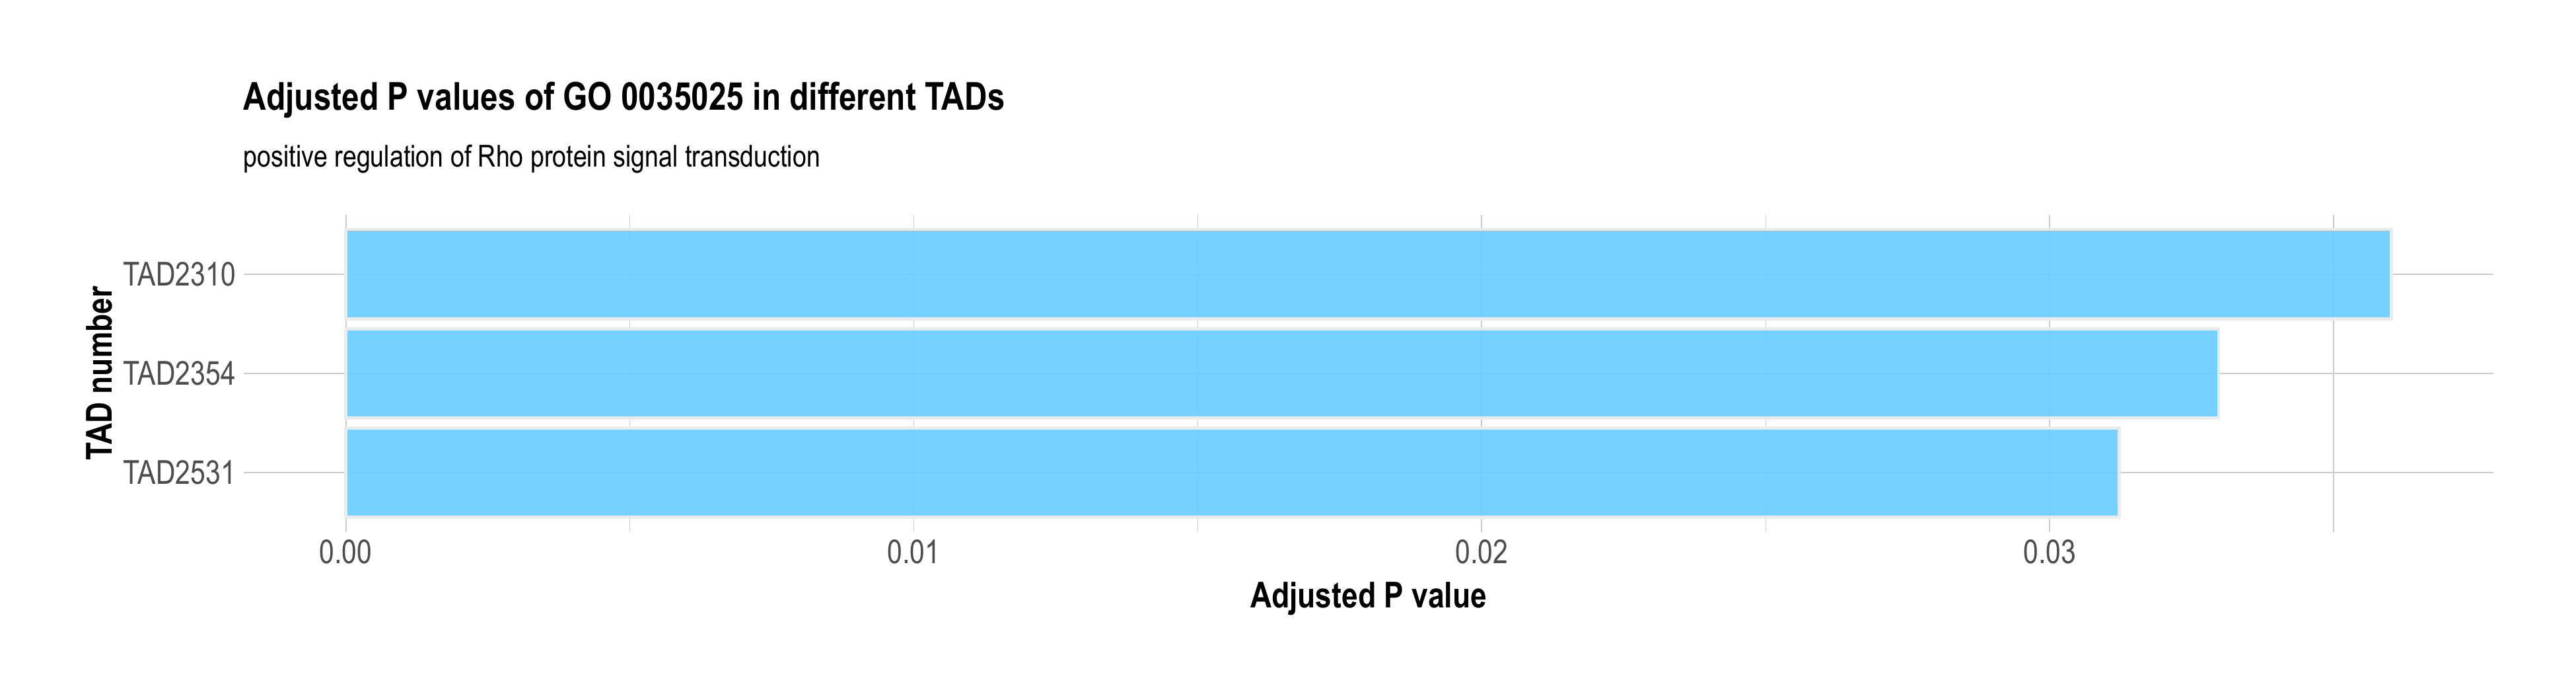 Adjusted P values of GO 0035025 in different TADs
positive regulation of Rho protein signal transduction
TAD number
TAD2310
TAD2354
TAD2531
0.00 0.01 0.02 0.03
Adjusted P value